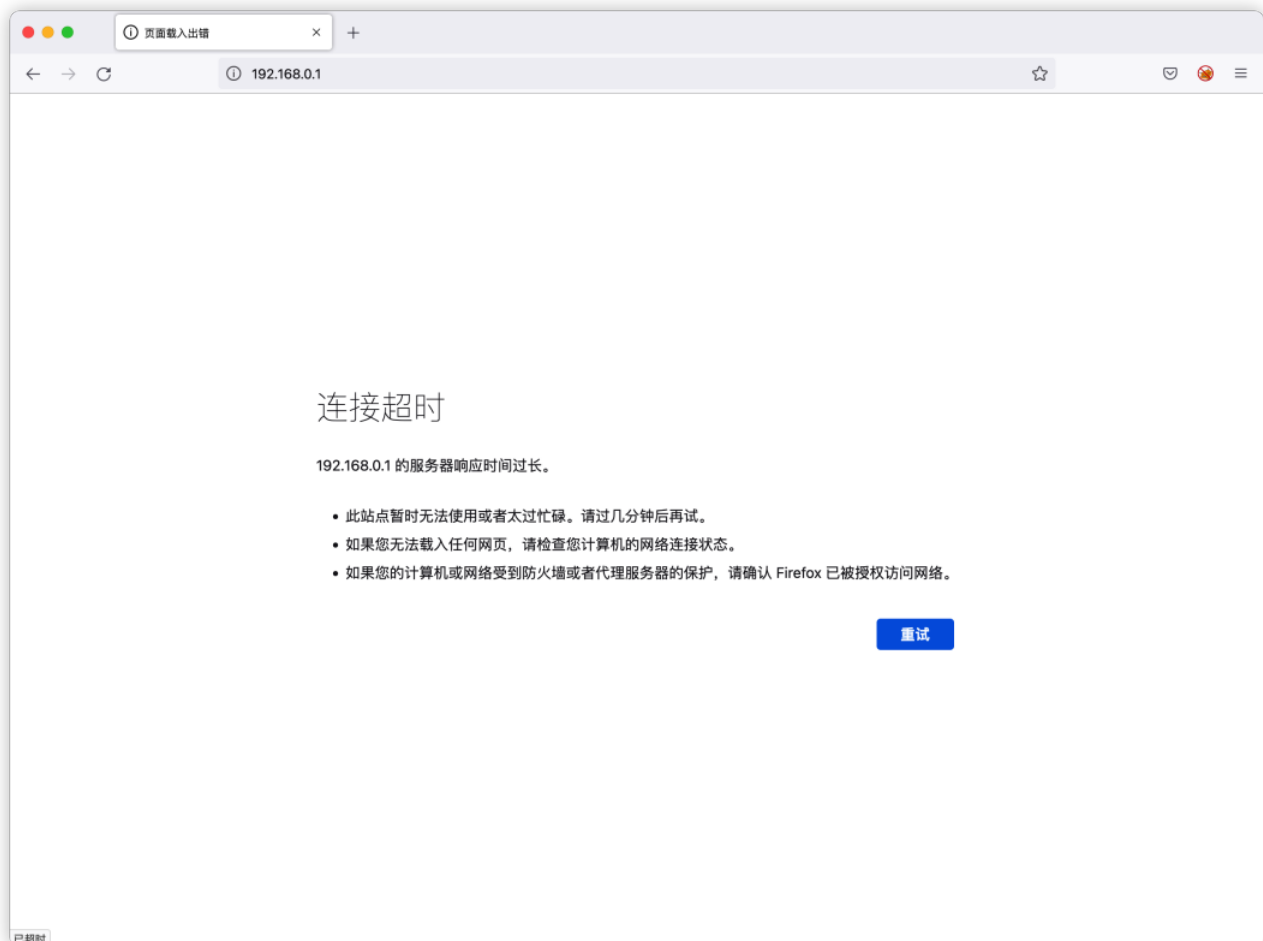 页面载入出错
192.168.0.1
连接超时
192.168.0.1 的服务器响应时间过长。
此站点暂时无法使用或者太过忙碌。请过几分钟后再试。
如果您无法载入任何网页，请检查您计算机的网络连接状态。
如果您的计算机或网络受到防火墙或者代理服务器的保护，请确认 Firefox 已被授权访问网络。
重试
已超时